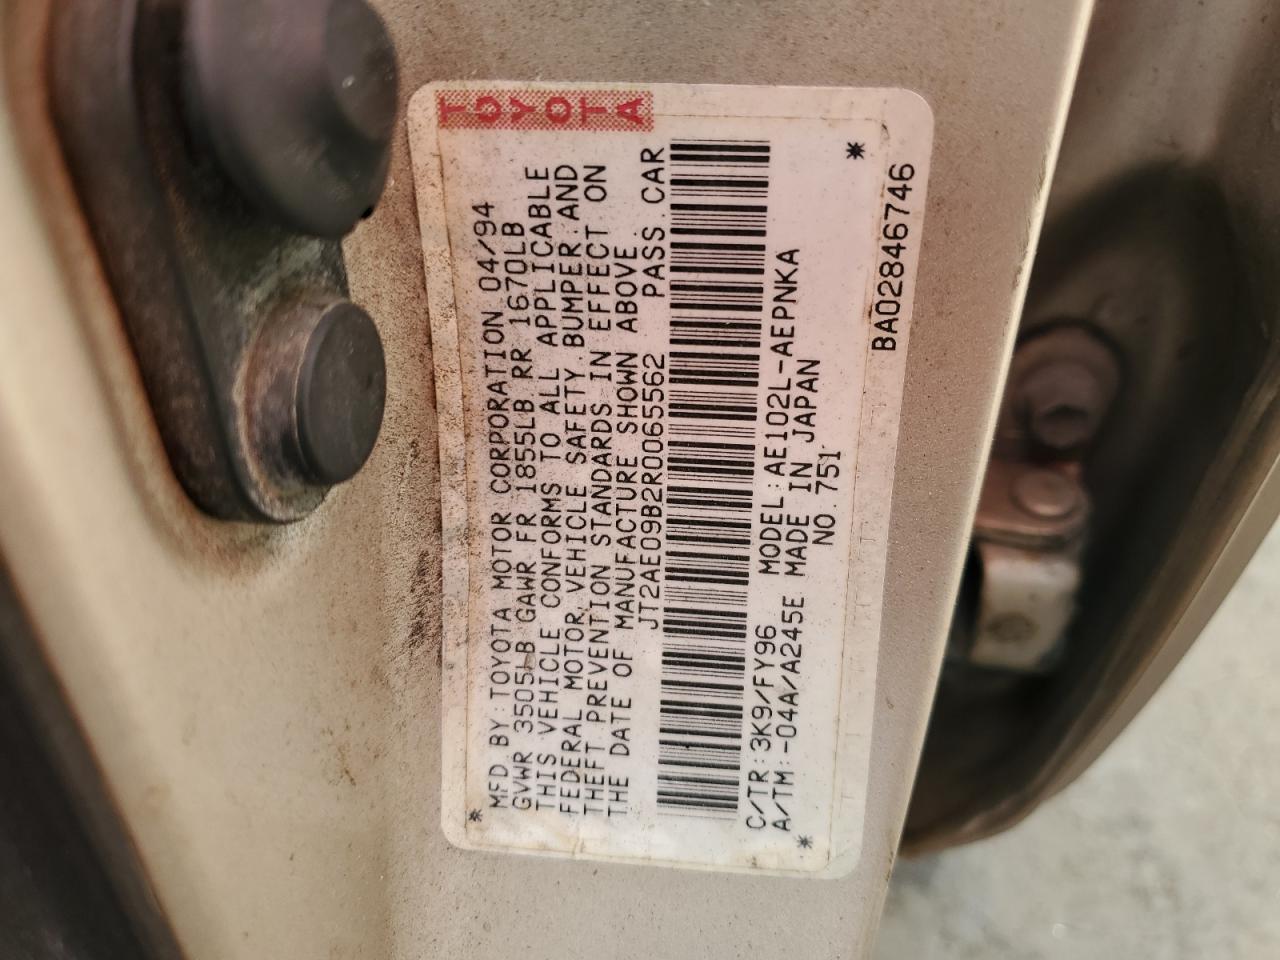 TOYOTA
* MFD BY:TOYOTA MOTOR CORPORATION 04/94
GVWR 3505LB GAWR FR 1855LB RR 1670LB
THIS VEHICLE CONFORMS TO ALL APPLICABLE
FEDERAL MOTOR VEHICLE SAFETY.BUMPER.AND
THEFT PREVENTION STANDARDS IN EFFECT ON
THE DATE OF MANUFACTURE SHOWN ABOVE
JT2AE09B2R0065562 PASS.CAR
C/TR:3K9/FY96 MODEL:AE102L-AEPNKA
A/TM:-04A/A245E MADE IN JAPAN
* NO.751 *
BA02846746